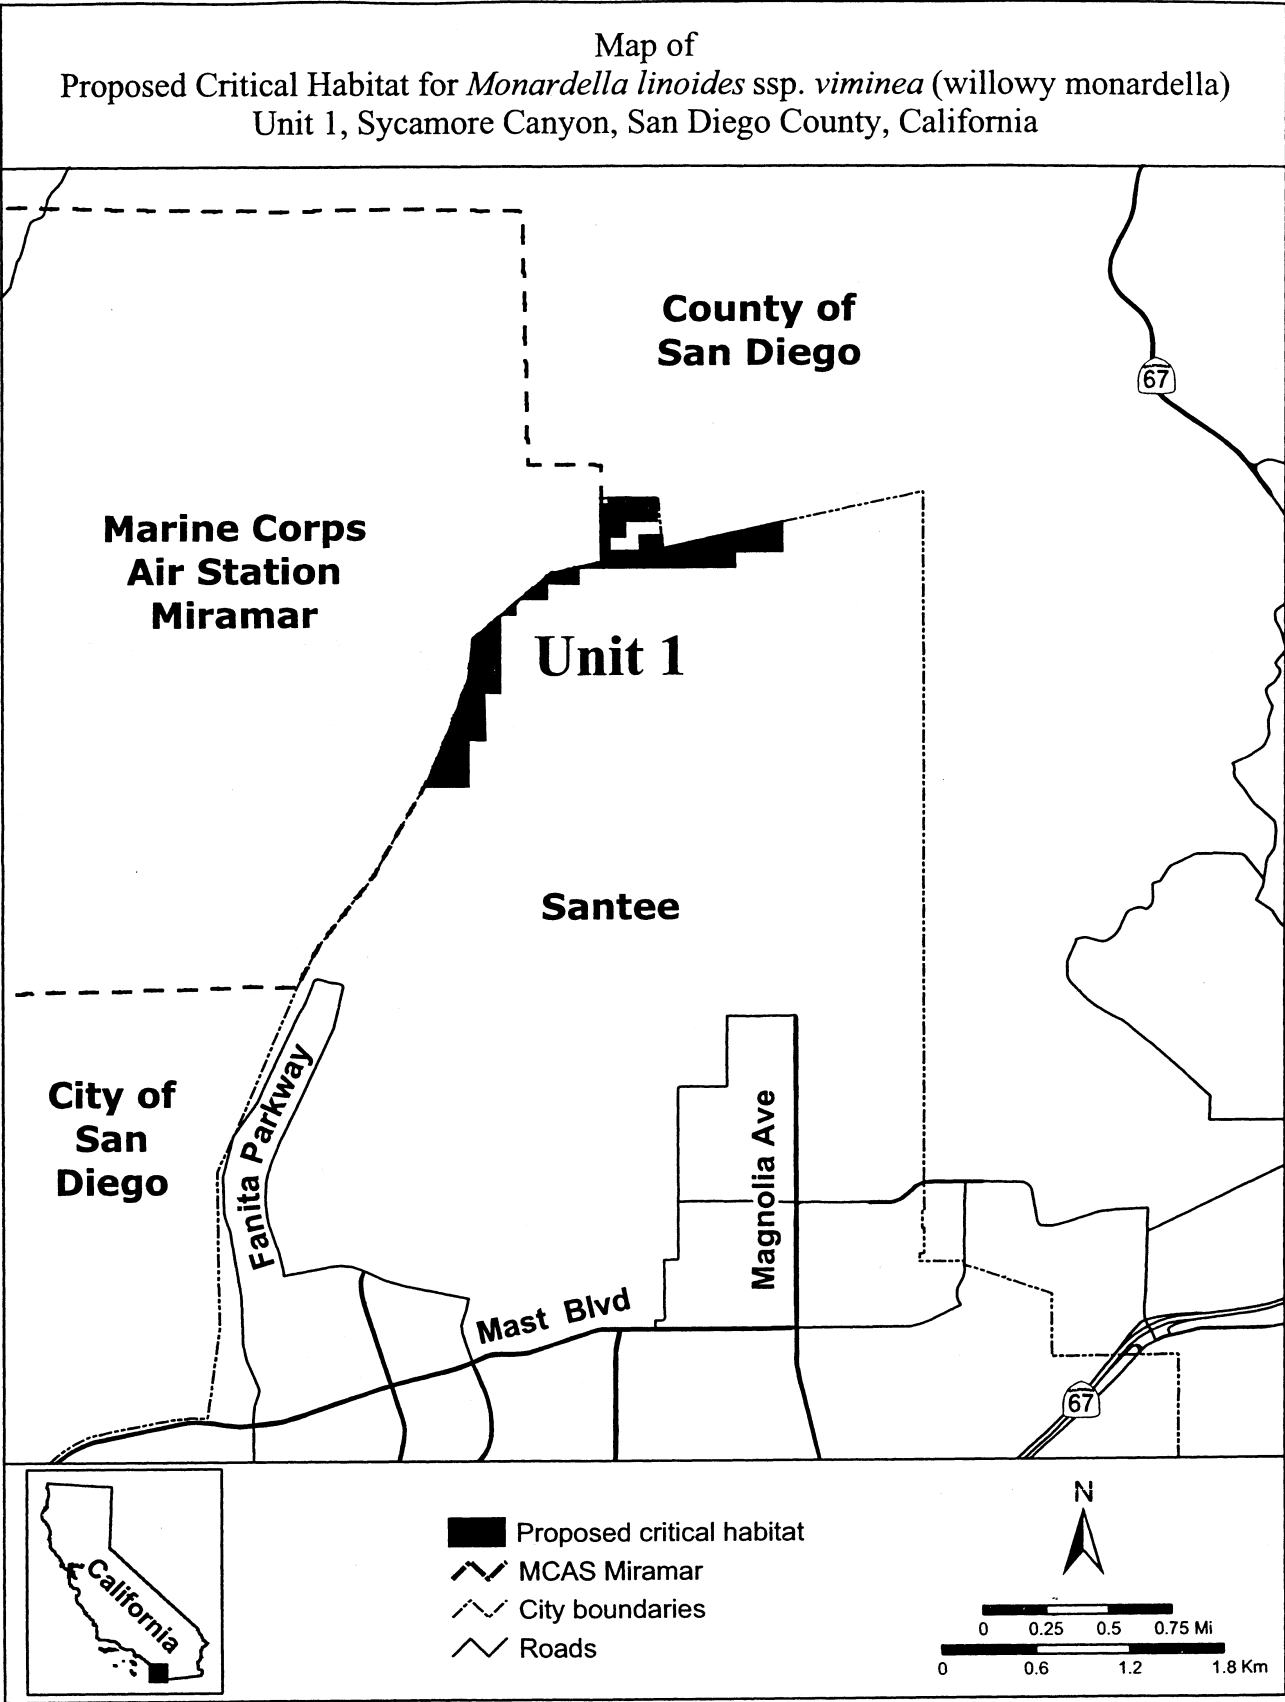 Map of
Proposed Critical Habitat for Monardella linoides ssp. viminea (willowy monardella)
Unit 1, Sycamore Canyon, San Diego County, California
County of
San Diego
67
Marine Corps
Air Station
Miramar
Unit 1
Santee
City of
San
Diego
Fanita Parkway
Magnolia Ave
Mast Blvd
67
California
Proposed critical habitat
MCAS Miramar
City boundaries
Roads
N
0 0.25 0.5 0.75 Mi
0 0.6 1.2 1.8 Km